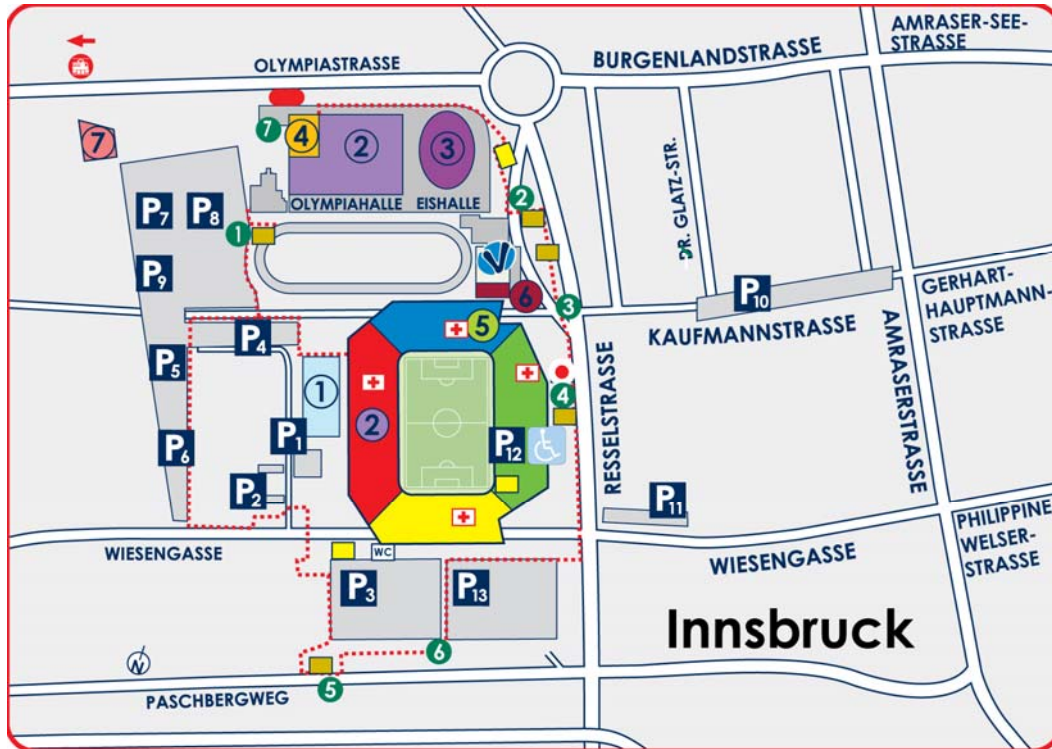 AMRASER-SEE-
STRASSE
BURGENLANDSTRASSE
OLYMPIASTRASSE
7
7
4
2
3
OLYMPIAHALLE
EISHALLE
2
DR. GLATZ-STR.
P7
P8
1
P9
6
3
P10
GERHART-
HAUPTMANN-
STRASSE
KAUFMANNSTRASSE
P4
5
P5
1
2
4
RESSELSTRASSE
AMRASERSTRASSE
P1
P12
P6
P2
P11
PHILIPPINE
WELSER-
STRASSE
WIESENGASSE
WC
WIESENGASSE
P3
P13
Innsbruck
6
N
5
PASCHBERGWEG